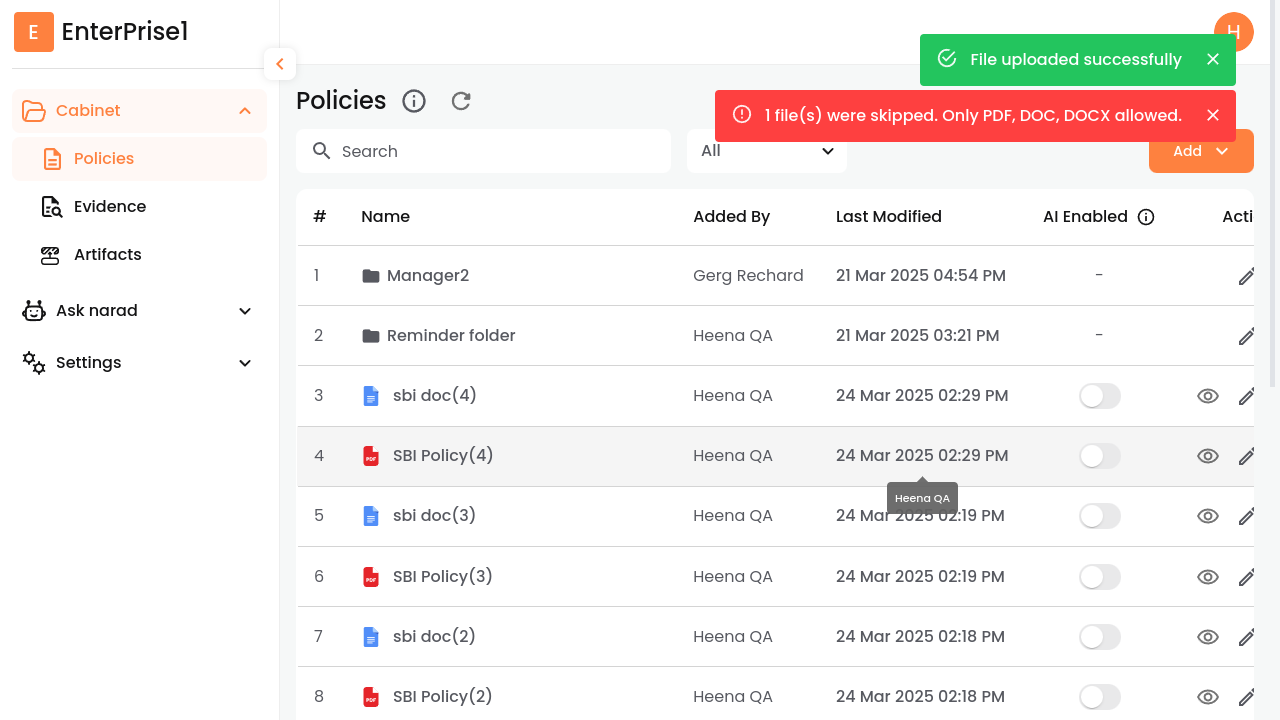 E EnterPrise1
Cabinet
Policies
Evidence
Artifacts
Ask narad
Settings
H
File uploaded successfully
1 file(s) were skipped. Only PDF, DOC, DOCX allowed.
Policies
Search
All
Add
# Name Added By Last Modified AI Enabled Acti
1 Manager2 Gerg Rechard 21 Mar 2025 04:54 PM -
2 Reminder folder Heena QA 21 Mar 2025 03:21 PM -
3 sbi doc(4) Heena QA 24 Mar 2025 02:29 PM
4 PDF SBI Policy(4) Heena QA 24 Mar 2025 02:29 PM
Heena QA
5 sbi doc(3) Heena QA 24 Mar 2025 02:19 PM
6 PDF SBI Policy(3) Heena QA 24 Mar 2025 02:19 PM
7 sbi doc(2) Heena QA 24 Mar 2025 02:18 PM
8 PDF SBI Policy(2) Heena QA 24 Mar 2025 02:18 PM